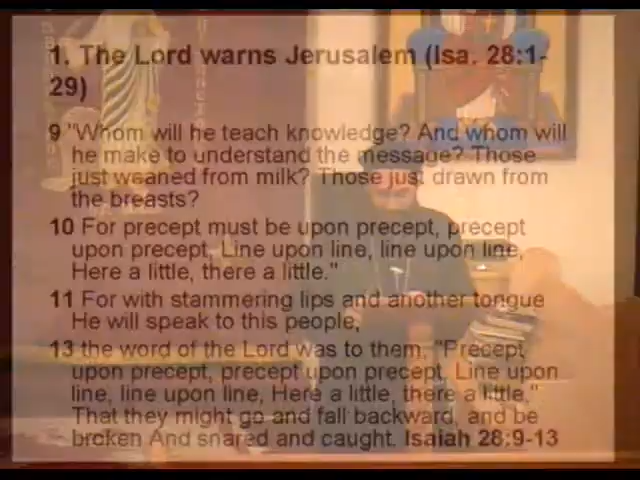 1. The Lord warns Jerusalem (Isa. 28:1-
29)
9 "Whom will he teach knowledge? And whom will
he make to understand the message? Those
just weaned from milk? Those just drawn from
the breasts?
10 For precept must be upon precept, precept
upon precept, Line upon line, line upon line,
Here a little, there a little."
11 For with stammering lips and another tongue
He will speak to this people,
13 the word of the Lord was to them, "Precept
upon precept, precept upon precept, Line upon
line, line upon line, Here a little, there a little,"
That they might go and fall backward, and be
broken And snared and caught. Isaiah 28:9-13